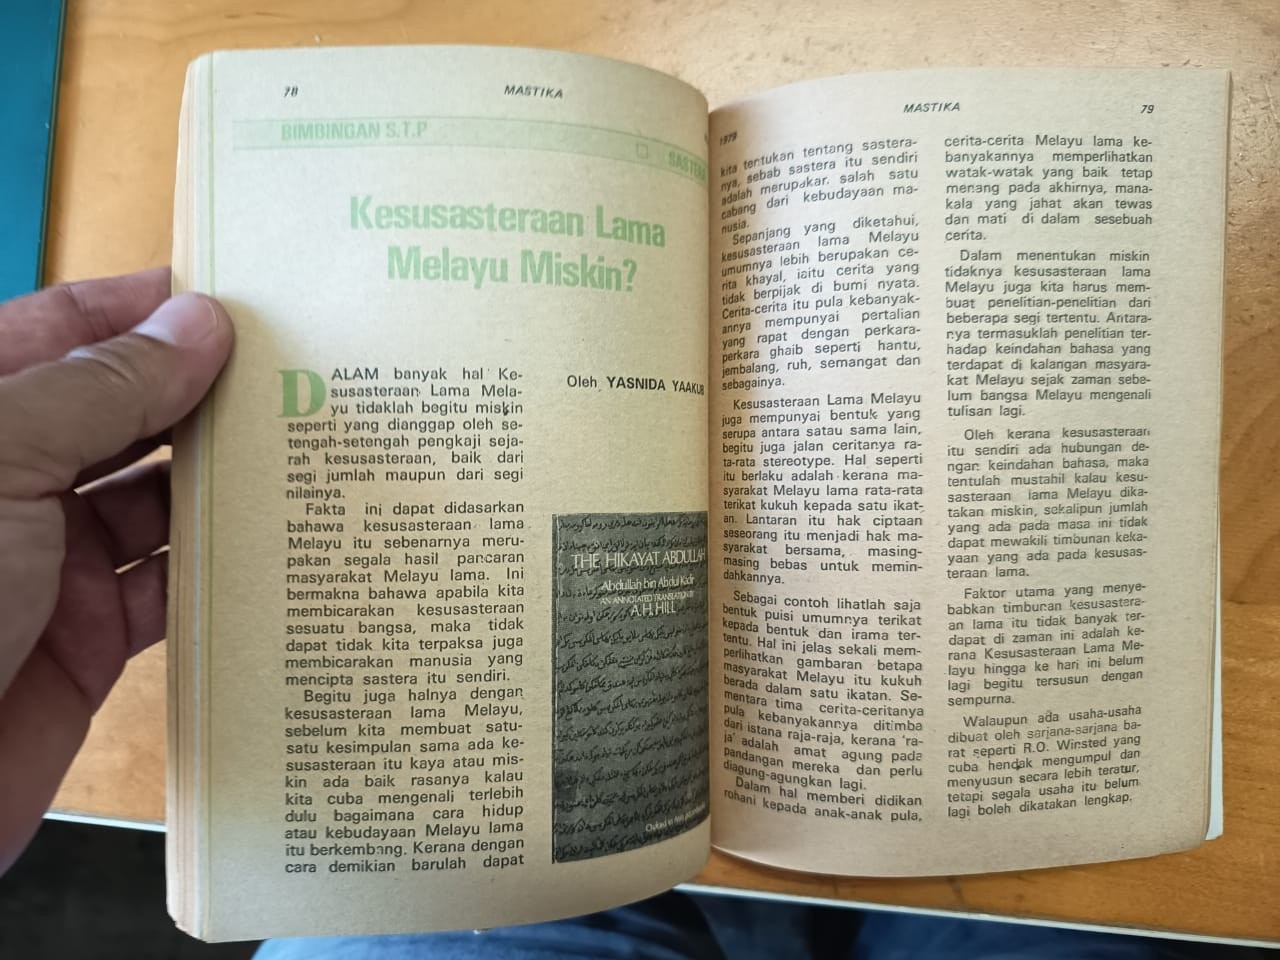 78
MASTIKA
BIMBINGAN S.T.P
SASTERA
Kesusasteraan Lama
Melayu Miskin?
Oleh YASNIDA YAAKUB
DALAM banyak hal Ke-
susasteraan Lama Mela-
yu tidaklah begitu miskin
seperti yang dianggap oleh se-
tengah-setengah pengkaji seja-
rah kesusasteraan, baik dari
segi jumlah maupun dari segi
nilainya.
Fakta ini dapat didasarkan
bahawa kesusasteraan lama
Melayu itu sebenarnya meru-
pakan segala hasil pancaran
masyarakat Melayu lama. Ini
bermakna bahawa apabila kita
membicarakan kesusasteraan
sesuatu bangsa, maka tidak
dapat tidak kita terpaksa juga
membicarakan manusia yang
mencipta sastera itu sendiri.
Begitu juga halnya dengan
kesusasteraan lama Melayu,
sebelum kita membuat satu-
satu kesimpulan sama ada ke-
susasteraan itu kaya atau mis-
kin ada baik rasanya kalau
kita cuba mengenali terlebih
dulu bagaimana cara hidup
atau kebudayaan Melayu lama
itu berkembang. Kerana dengan
cara demikian barulah dapat
THE HIKAYAT ABDULLAH
Abdullah bin Abdul Kadir
AN ANNOTATED TRANSLATION BY
A.H. HILL
1979
MASTIKA
79
kita tentukan tentang sastera-
nya, sebab sastera itu sendiri
adalah merupakar. salah satu
cabang dari kebudayaan ma-
nusia.
Sepanjang yang diketahui,
kesusasteraan lama Melayu
umumnya lebih berupakan ce-
rita khayal, iaitu cerita yang
tidak berpijak di bumi nyata.
Cerita-cerita itu pula kebanyak-
annya mempunyai pertalian
yang rapat dengan perkara-
perkara ghaib seperti hantu,
jembalang, ruh, semangat dan
sebagainya.
Kesusasteraan Lama Melayu
juga mempunyai bentuk yang
serupa antara satau sama lain,
begitu juga jalan ceritanya ra-
ta-rata stereotype. Hal seperti
itu berlaku adalah kerana ma-
syarakat Melayu lama rata-rata
terikat kukuh kepada satu ikat-
an. Lantaran itu hak ciptaan
seseorang itu menjadi hak ma-
syarakat bersama, masing-
masing bebas untuk memin-
dahkannya.
Sebagai contoh lihatlah saja
bentuk puisi umumnya terikat
kepada bentuk dan irama ter-
tentu. Hal ini jelas sekali mem-
perlihatkan gambaran betapa
masyarakat Melayu itu kukuh
berada dalam satu ikatan. Se-
mentara tima cerita-ceritanya
pula kebanyakannya ditimba
dari istana raja-raja, kerana 'ra-
ja' adalah amat agung pada
pandangan mereka dan perlu
diagung-agungkan lagi.
Dalam hal memberi didikan
rohani kepada anak-anak pula,
cerita-cerita Melayu lama ke-
banyakannya memperlihatkan
watak-watak yang baik tetap
menang pada akhirnya, mana-
kala yang jahat akan tewas
dan mati di dalam sesebuah
cerita.
Dalam menentukan miskin
tidaknya kesusasteraan lama
Melayu juga kita harus mem-
buat penelitian-penelitian dari
beberapa segi tertentu. Antara-
nya termasuklah penelitian ter-
hadap keindahan bahasa yang
terdapat di kalangan masyara-
kat Melayu sejak zaman sebe-
lum bangsa Melayu mengenali
tulisan lagi.
Oleh kerana kesusasteraan
itu sendiri ada hubungan de-
ngan keindahan bahasa, maka
tentulah mustahil kalau kesu-
sasteraan lama Melayu dika-
takan miskin, sekalipun jumlah
yang ada pada masa ini tidak
dapat mewakili timbunan keka-
yaan yang ada pada kesusas-
teraan lama.
Faktor utama yang menye-
babkan timbunan kesusastera-
an lama itu tidak banyak ter-
dapat di zaman ini adalah ke-
rana Kesusasteraan Lama Me-
layu hingga ke hari ini belum
lagi begitu tersusun dengan
sempurna.
Walaupun ada usaha-usaha
dibuat oleh sarjana-sarjana ba-
rat seperti R.O. Winsted yang
cuba hendak mengumpul dan
menyusun secara lebih teratur,
tetapi segala usaha itu belum
lagi boleh dikatakan lengkap.